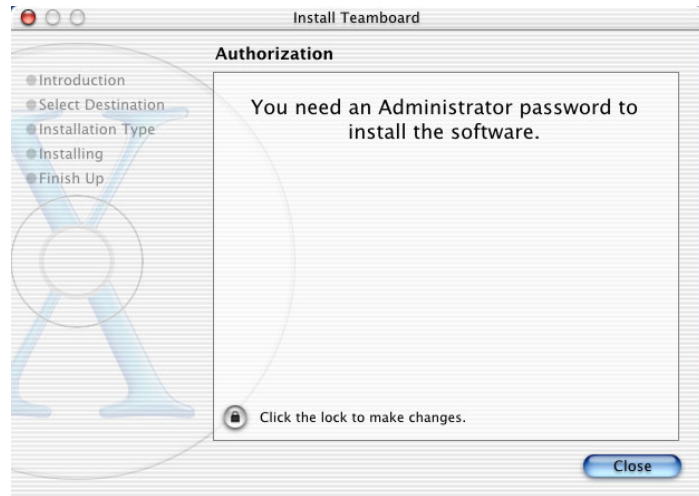 Install Teamboard
Authorization
Introduction
Select Destination
Installation Type
Installing
Finish Up
You need an Administrator password to
install the software.
Click the lock to make changes.
Close